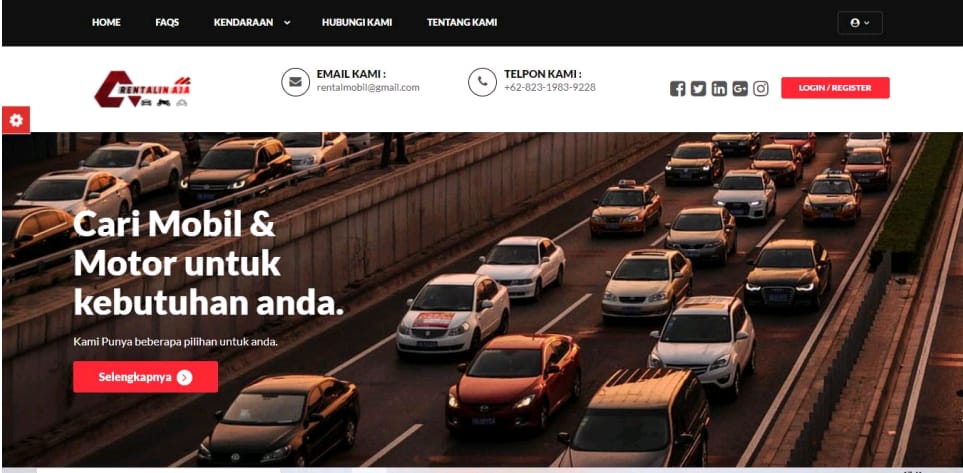 HOME FAQS KENDARAAN HUBUNGI KAMI TENTANG KAMI
RENTALIN AJA
EMAIL KAMI :
rentalmobil@gmail.com
TELPON KAMI :
+62-823-1983-9228
LOGIN / REGISTER
Cari Mobil &
Motor untuk
kebutuhan anda.
Kami Punya beberapa pilihan untuk anda.
Selengkapnya